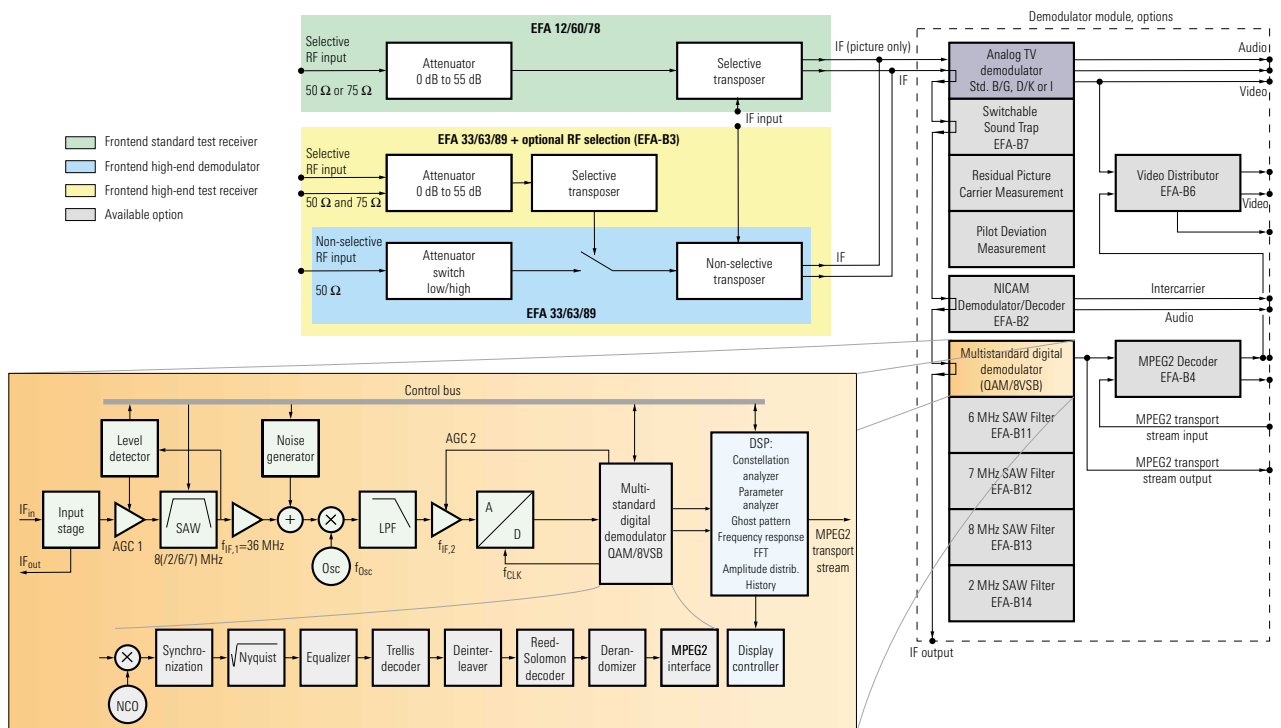 EFA 12/60/78
Selective
RF input
50 Ω or 75 Ω
Attenuator
0 dB to 55 dB
Selective
transposer
IF input
IF (picture only)
IF
Frontend standard test receiver
Frontend high-end demodulator
Frontend high-end test receiver
Available option
EFA 33/63/89 + optional RF selection (EFA-B3)
Selective
RF input
50 Ω and 75 Ω
Attenuator
0 dB to 55 dB
Selective
transposer
Non-selective
RF input
50 Ω
Attenuator
switch
low/high
Non-selective
transposer
IF
EFA 33/63/89
Demodulator module, options
Analog TV
demodulator
Std. B/G, D/K or I
Audio
Video
Switchable
Sound Trap
EFA-B7
Residual Picture
Carrier Measurement
Video Distributor
EFA-B6
Video
Pilot Deviation
Measurement
NICAM
Demodulator/Decoder
EFA-B2
Intercarrier
Audio
Multistandard digital
demodulator
(QAM/8VSB)
MPEG2 Decoder
EFA-B4
6 MHz SAW Filter
EFA-B11
MPEG2 transport
stream input
7 MHz SAW Filter
EFA-B12
MPEG2 transport
stream output
8 MHz SAW Filter
EFA-B13
2 MHz SAW Filter
EFA-B14
IF output
Control bus
Level
detector
Noise
generator
AGC 2
IFin
Input
stage
IFout
AGC 1
SAW
8(/2/6/7) MHz
fIF,1=36 MHz
+
×
Osc
fOsc
LPF
fIF,2
A
D
fCLK
Multi-
standard
digital
demodulator
QAM/8VSB
DSP:
Constellation
analyzer
Parameter
analyzer
Ghost pattern
Frequency response
FFT
Amplitude distrib.
History
MPEG2
transport
stream
×
NCO
Synchro-
nization
√Nyquist
Equalizer
Trellis
decoder
Deinter-
leaver
Reed-
Solomon
decoder
Deran-
domizer
MPEG2
interface
Display
controller